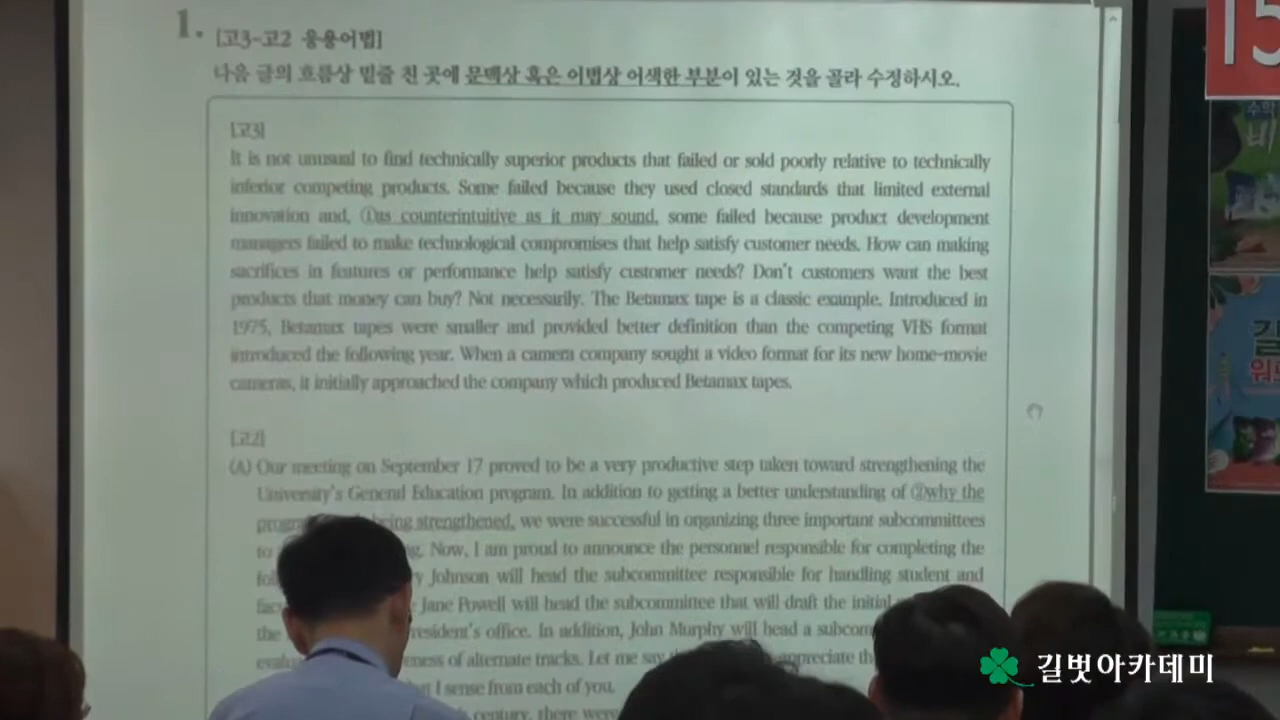 1. [고3-고2 응용어법]
다음 글의 흐름상 밑줄 친 곳에 문맥상 혹은 어법상 어색한 부분이 있는 것을 골라 수정하시오.
[고3]
It is not unusual to find technically superior products that failed or sold poorly relative to technically
inferior competing products. Some failed because they used closed standards that limited external
innovation and, ①as counterintuitive as it may sound, some failed because product development
managers failed to make technological compromises that help satisfy customer needs. How can making
sacrifices in features or performance help satisfy customer needs? Don't customers want the best
products that money can buy? Not necessarily. The Betamax tape is a classic example. Introduced in
1975, Betamax tapes were smaller and provided better definition than the competing VHS format
introduced the following year. When a camera company sought a video format for its new home-movie
cameras, it initially approached the company which produced Betamax tapes.
[고2]
(A) Our meeting on September 17 proved to be a very productive step taken toward strengthening the
University's General Education program. In addition to getting a better understanding of ②why the
being strengthened, we were successful in organizing three important subcommittees
to Now, I am proud to announce the personnel responsible for completing the
Johnson will head the subcommittee responsible for handling student and
Jane Powell will head the subcommittee that will draft the initial
the office. In addition, John Murphy will head a
of alternate tracks. Let me say appreciate
I sense from each of you.
century, there were
15
수학
길
워
길벗아카데미